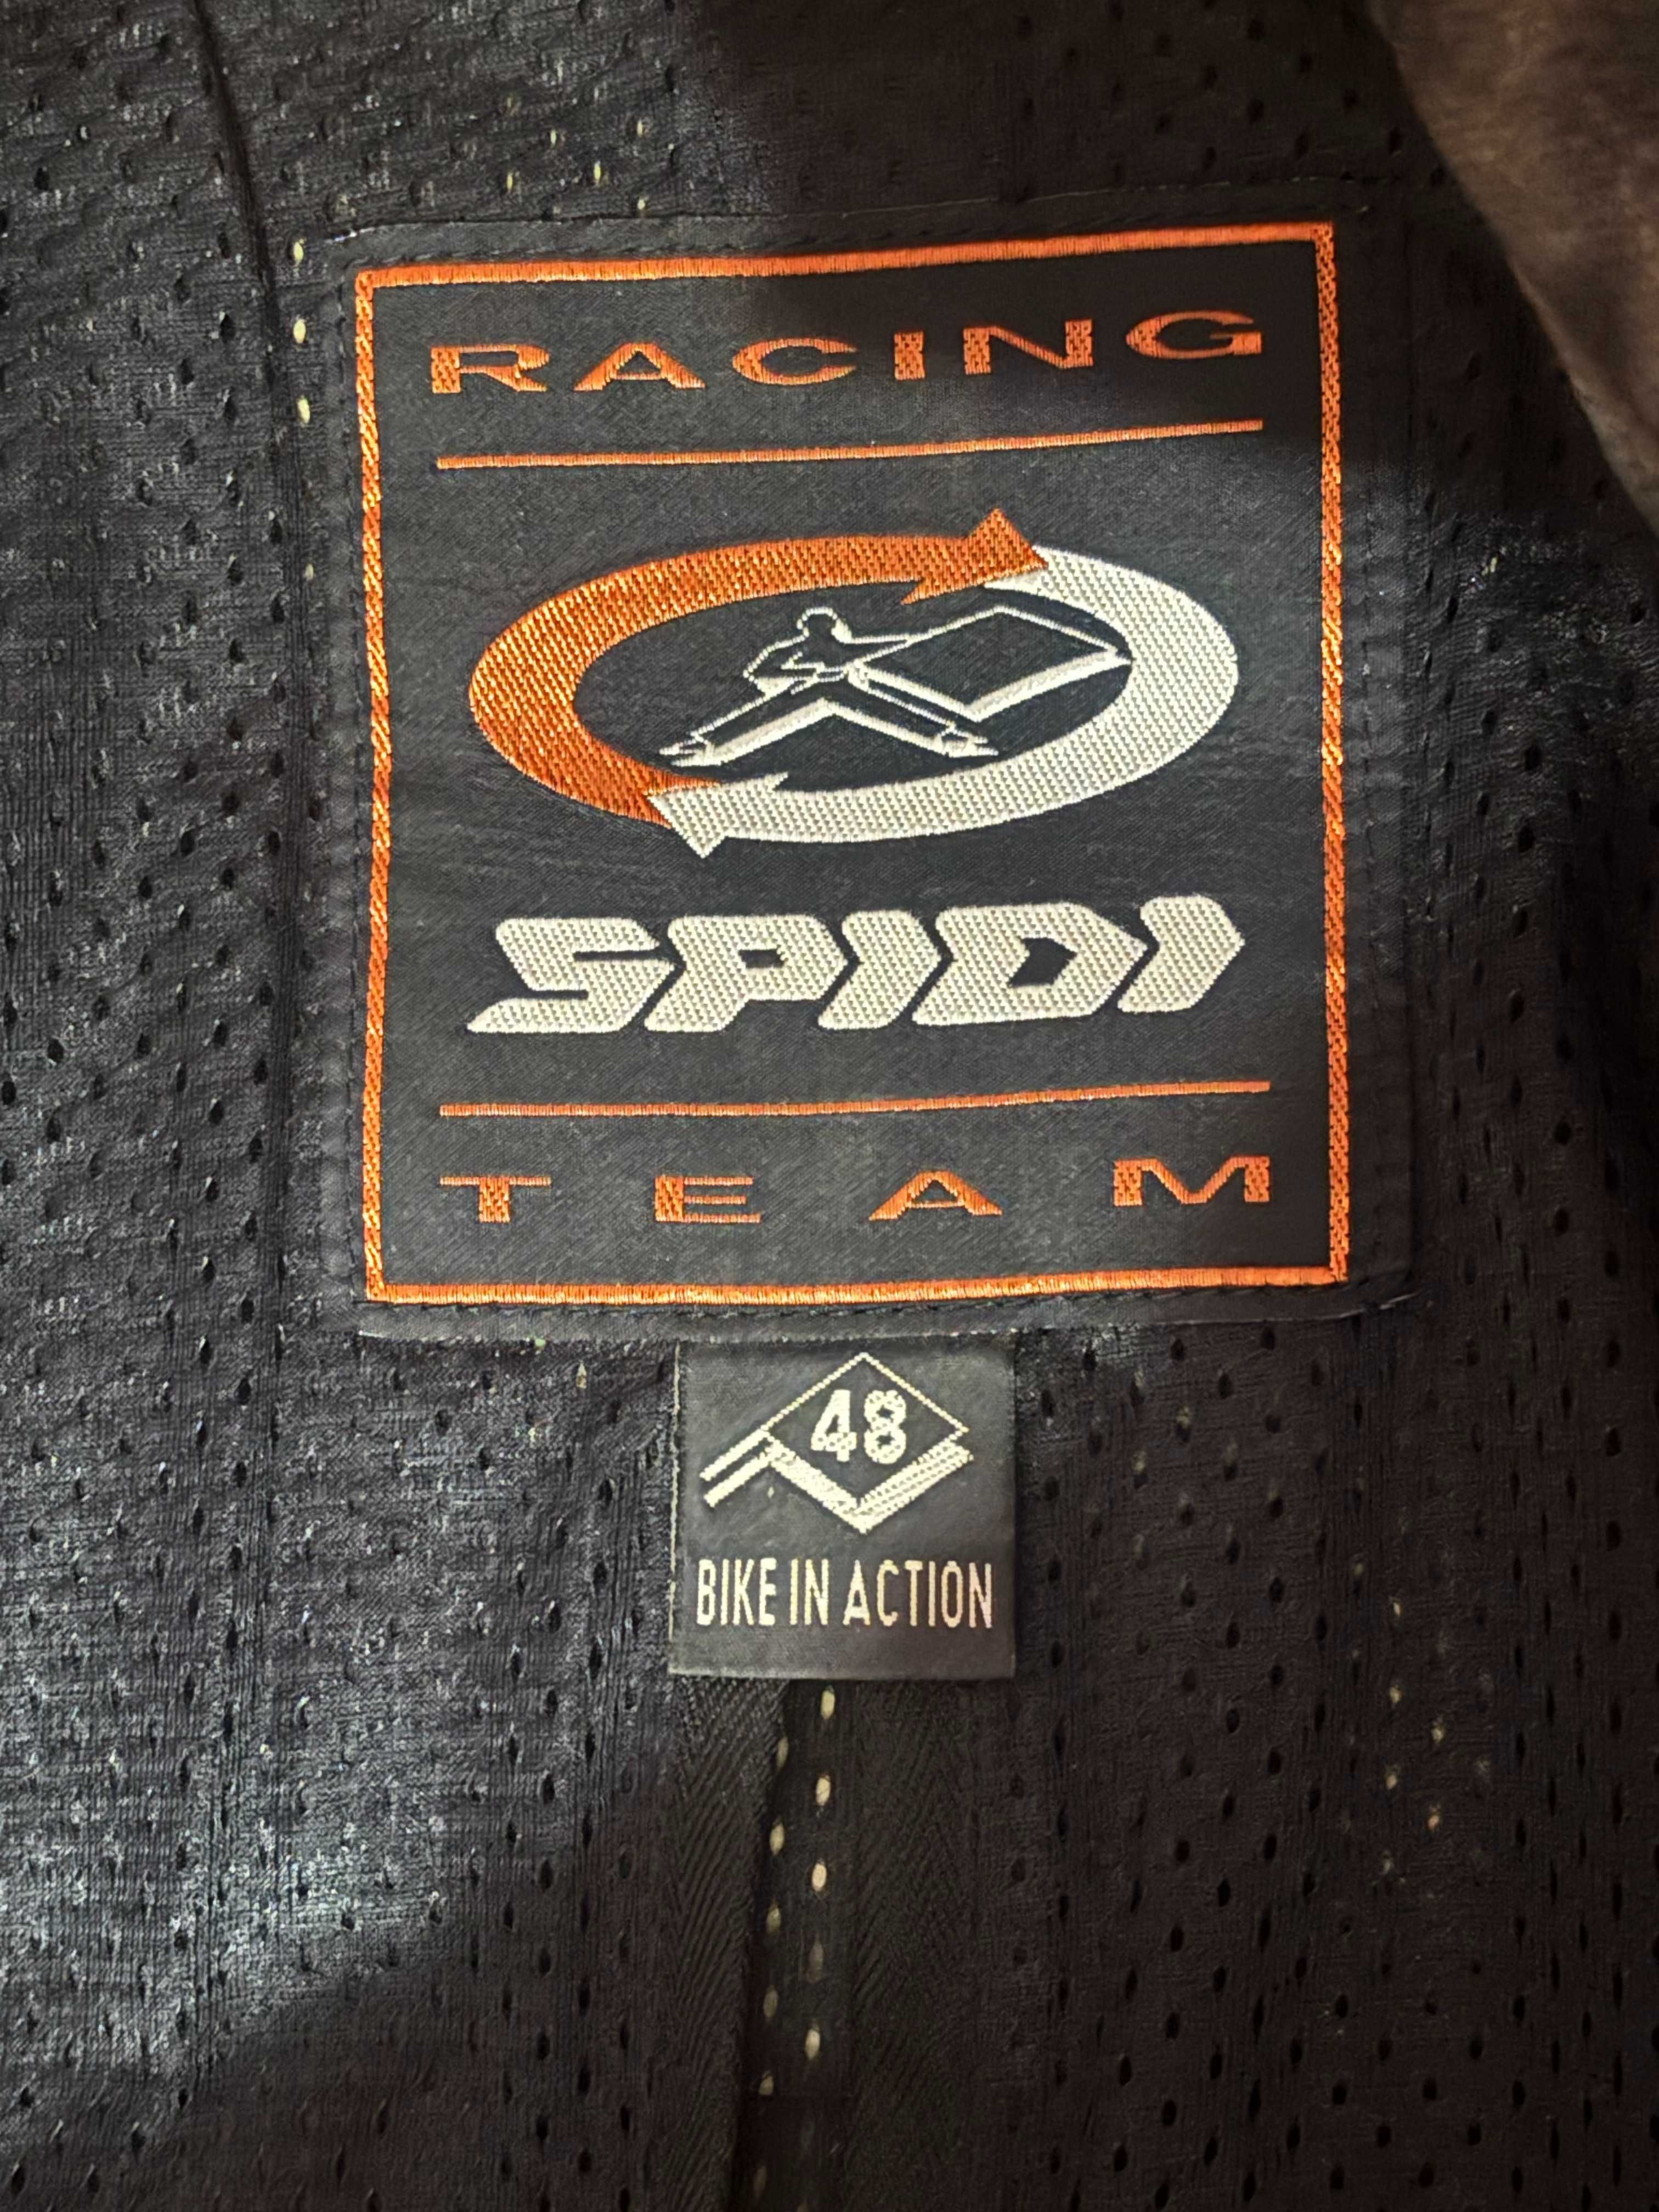 RACING
SPIDI
TEAM
48
BIKE IN ACTION